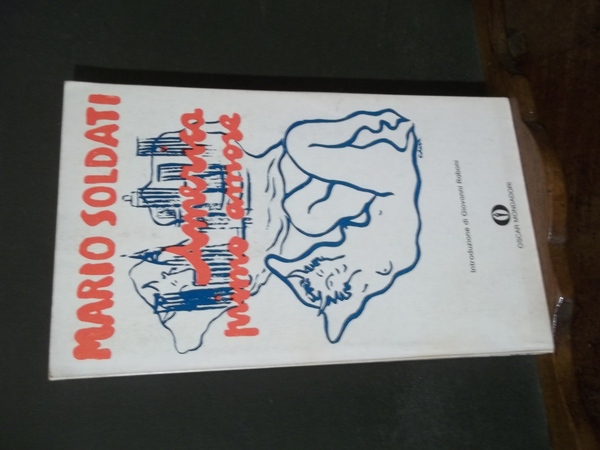 MARIO SOLDATI
America
primo amore
Introduzione di Giovanni Raboni
OSCAR MONDADORI